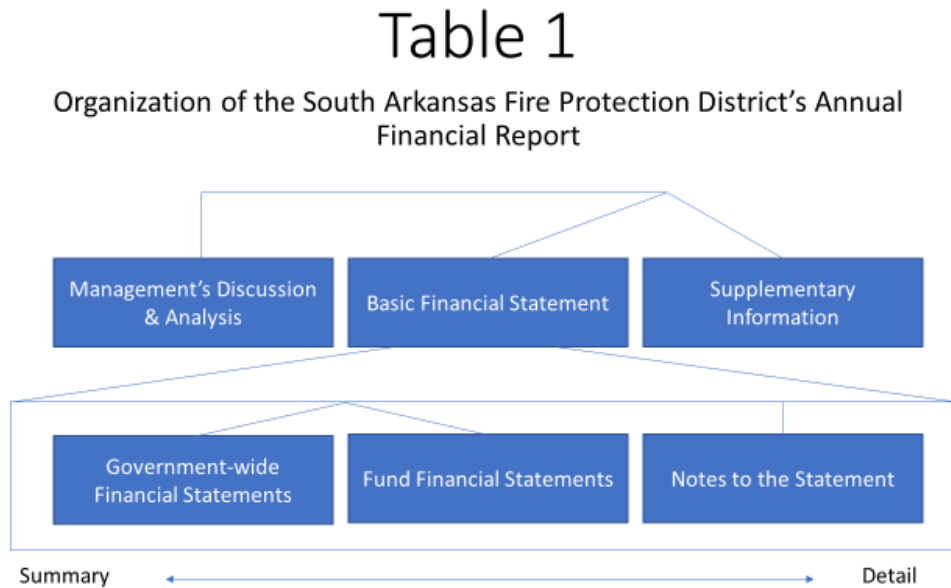 Table 1
Organization of the South Arkansas Fire Protection District's Annual
Financial Report
Management's Discussion
& Analysis
Basic Financial Statement
Supplementary
Information
Government-wide
Financial Statements
Fund Financial Statements
Notes to the Statement
Summary
Detail